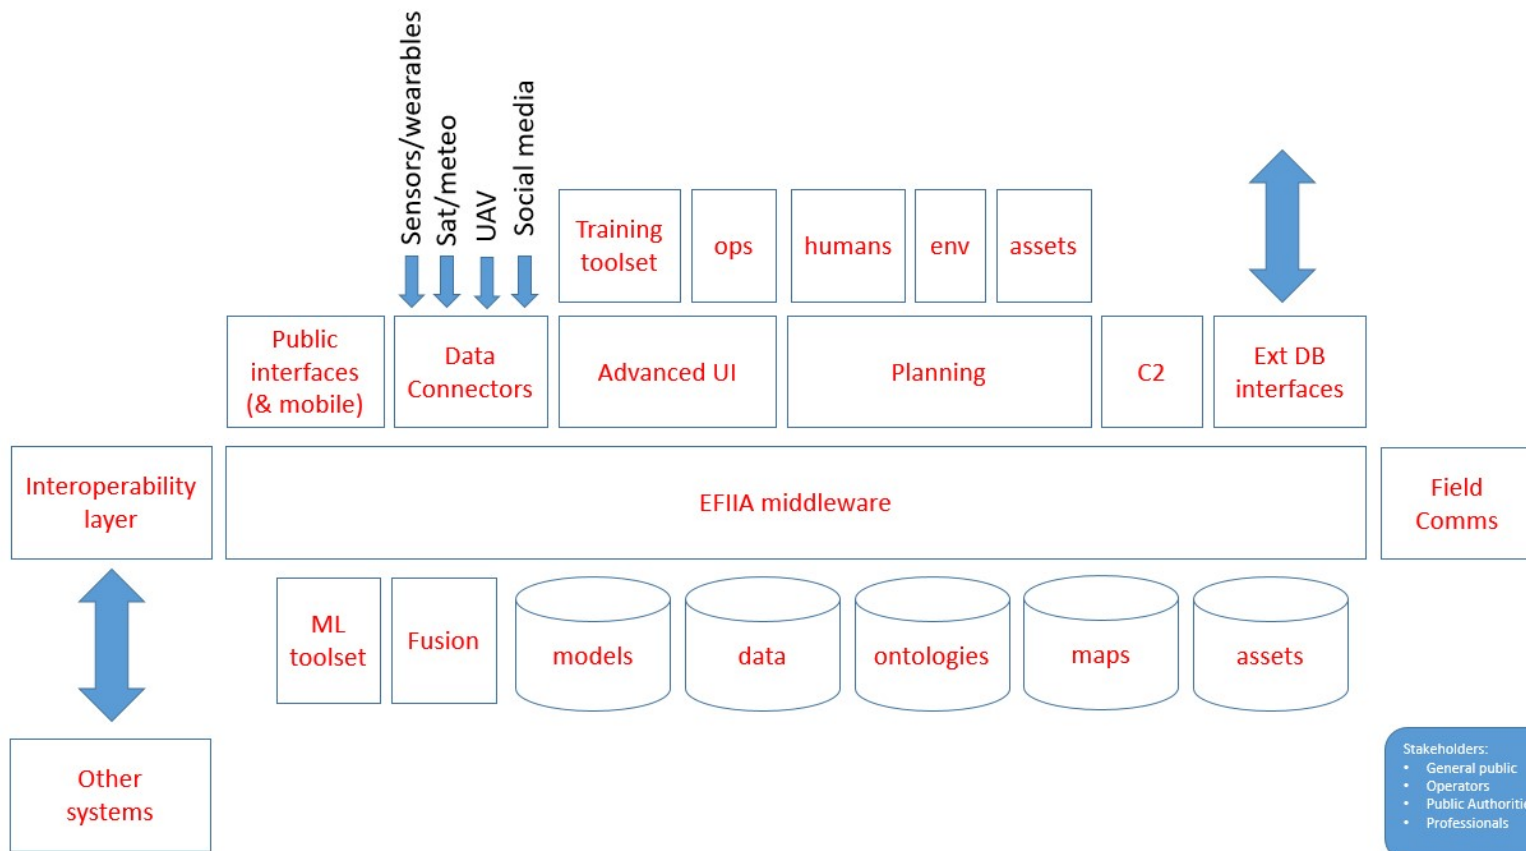 Sensors/wearables
Sat/meteo
UAV
Social media
Training
toolset
ops
humans
env
assets
Public
interfaces
(& mobile)
Data
Connectors
Advanced UI
Planning
C2
Ext DB
interfaces
Interoperability
layer
EFIIA middleware
Field
Comms
ML
toolset
Fusion
models
data
ontologies
maps
assets
Other
systems
Stakeholders:
• General public
• Operators
• Public Authoritie
• Professionals